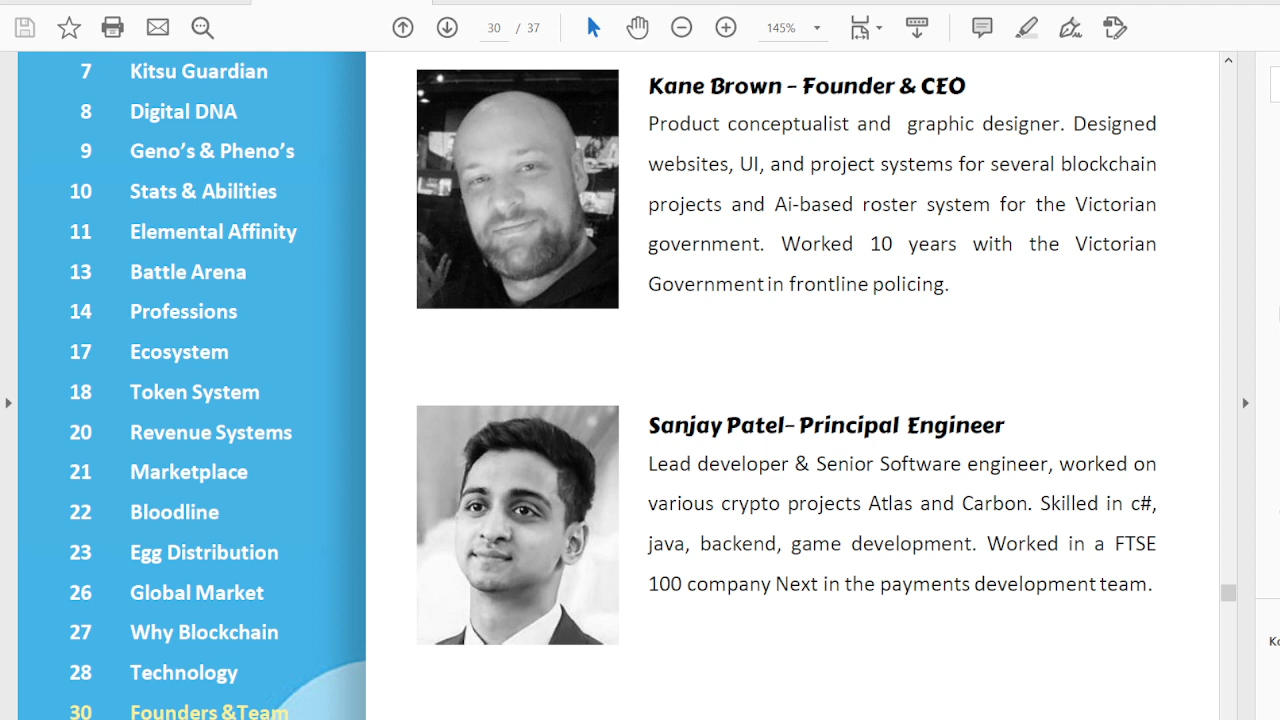 30 / 37
145%
7 Kitsu Guardian
8 Digital DNA
9 Geno's & Pheno's
10 Stats & Abilities
11 Elemental Affinity
13 Battle Arena
14 Professions
17 Ecosystem
18 Token System
20 Revenue Systems
21 Marketplace
22 Bloodline
23 Egg Distribution
26 Global Market
27 Why Blockchain
28 Technology
30 Founders &Team
Kane Brown – Founder & CEO
Product conceptualist and graphic designer. Designed
websites, UI, and project systems for several blockchain
projects and Ai-based roster system for the Victorian
government. Worked 10 years with the Victorian
Government in frontline policing.
Sanjay Patel– Principal Engineer
Lead developer & Senior Software engineer, worked on
various crypto projects Atlas and Carbon. Skilled in c#,
java, backend, game development. Worked in a FTSE
100 company Next in the payments development team.